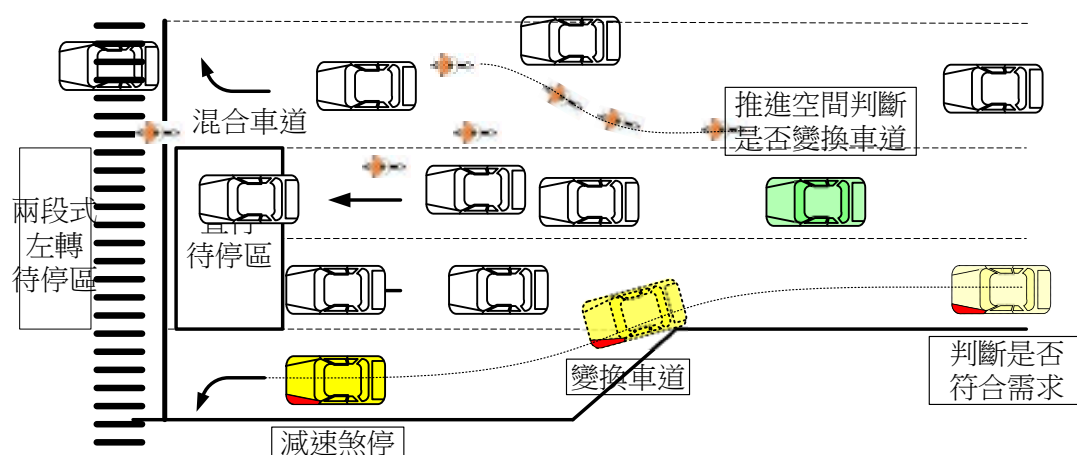 混合車道
推進空間判斷
是否變換車道
兩段式
左轉
待停區
待停區
變換車道
判斷是否
符合需求
減速煞停